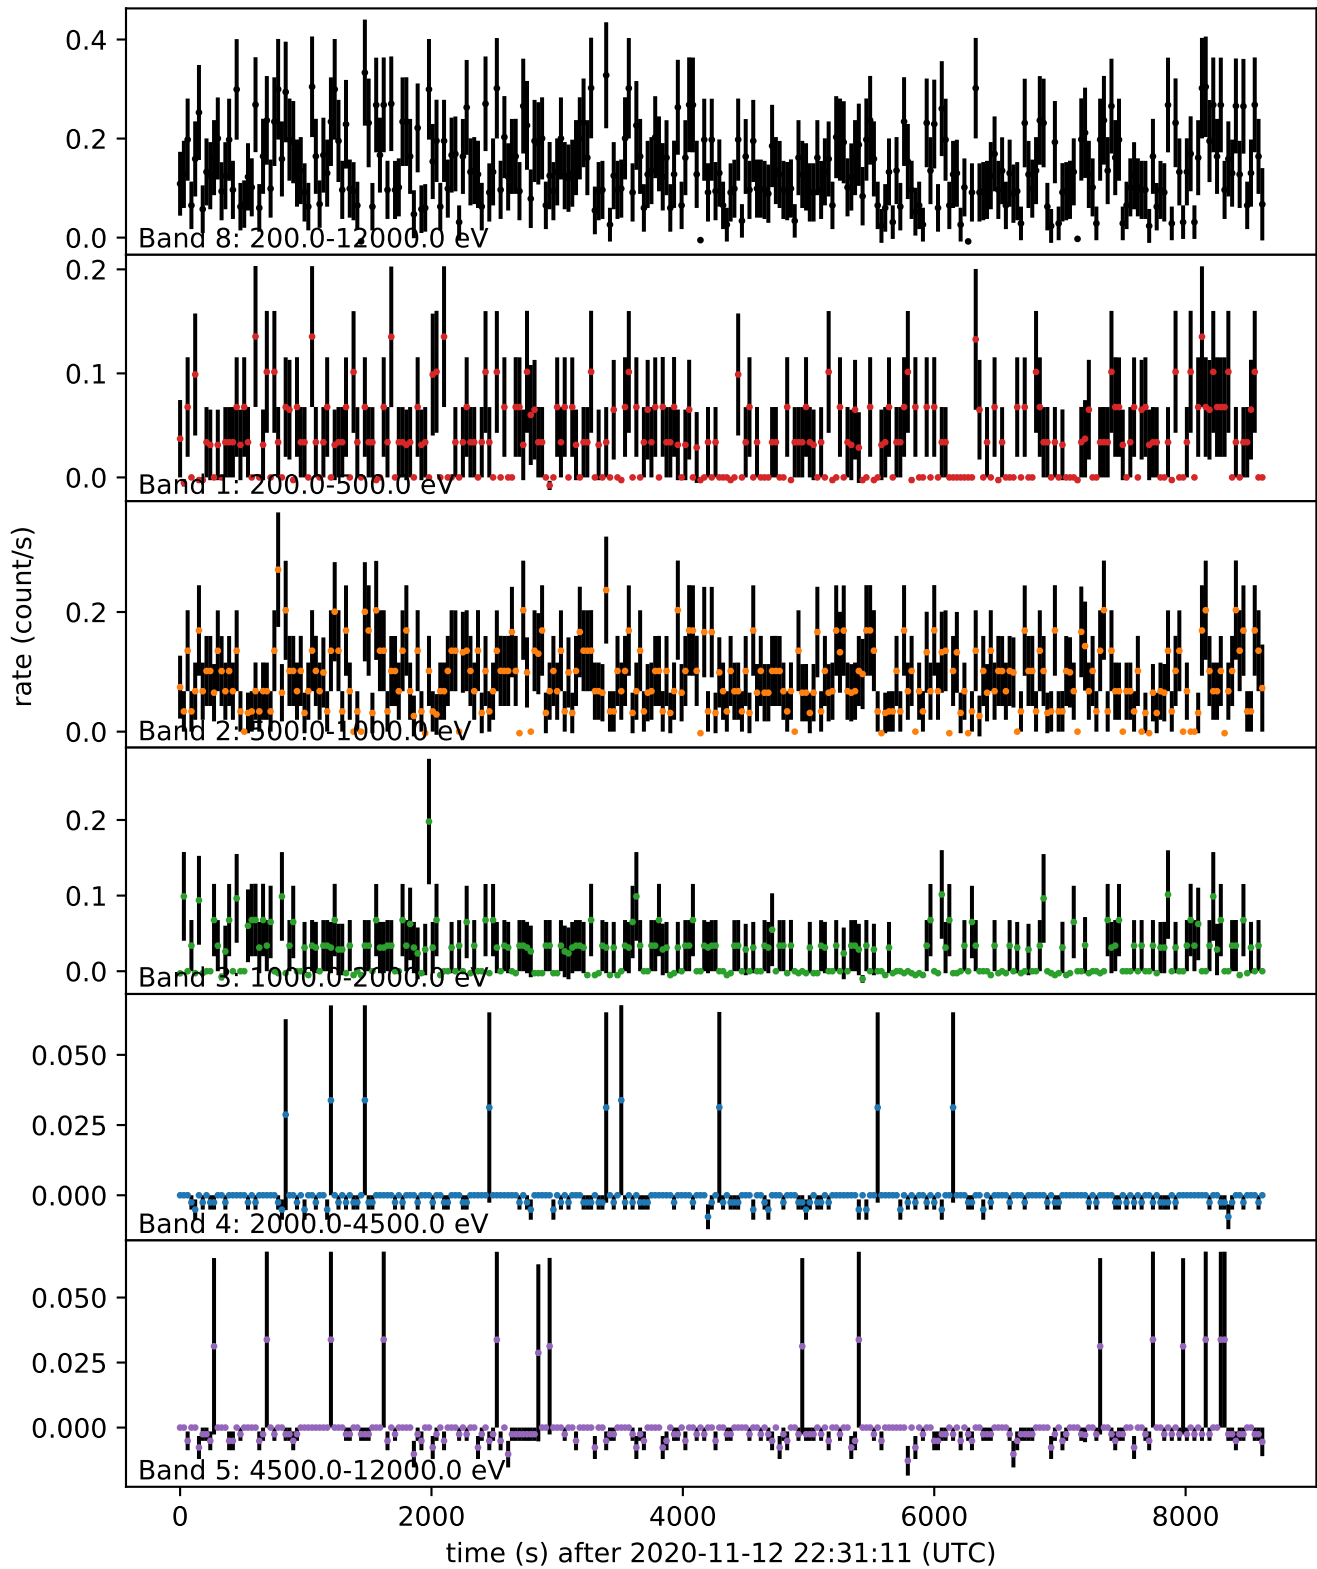 0.4
0.2
0.0
Band 8: 200.0-12000.0 eV
0.2
0.1
0.0
Band 1: 200.0-500.0 eV
rate (count/s)
0.2
0.0
Band 2: 500.0-1000.0 eV
0.2
0.1
0.0
Band 3: 1000.0-2000.0 eV
0.050
0.025
0.000
Band 4: 2000.0-4500.0 eV
0.050
0.025
0.000
Band 5: 4500.0-12000.0 eV
0 2000 4000 6000 8000
time (s) after 2020-11-12 22:31:11 (UTC)